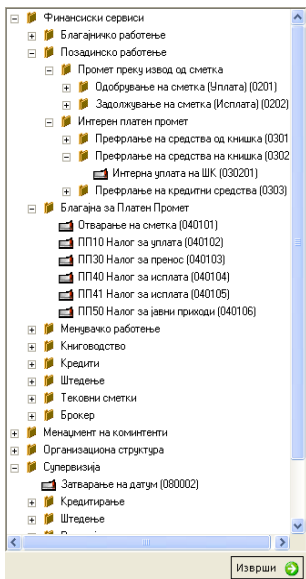 Финансиски сервиси
Благајничко работење
Позадинско работење
Промет преку извод од сметка
Одобрување на сметка (Уплата) (0201)
Задолжување на сметка (Исплата) (0202)
Интерен платен промет
Префрлање на средства од книшка (0301
Префрлање на средства на книшка (0302
Интерна уплата на ШК (030201)
Префрлање на кредитни средства (0303)
Благајна за Платен Промет
Отварање на сметка (040101)
ПП10 Налог за уплата (040102)
ПП30 Налог за пренос (040103)
ПП40 Налог за исплата (040104)
ПП41 Налог за исплата (040105)
ПП50 Налог за јавни приходи (040106)
Менувачко работење
Книговодство
Кредити
Штедење
Тековни сметки
Брокер
Менаџмент на коминтенти
Организациона структура
Супервизија
Затварање на датум (080002)
Кредитирање
Штедење
Изврши